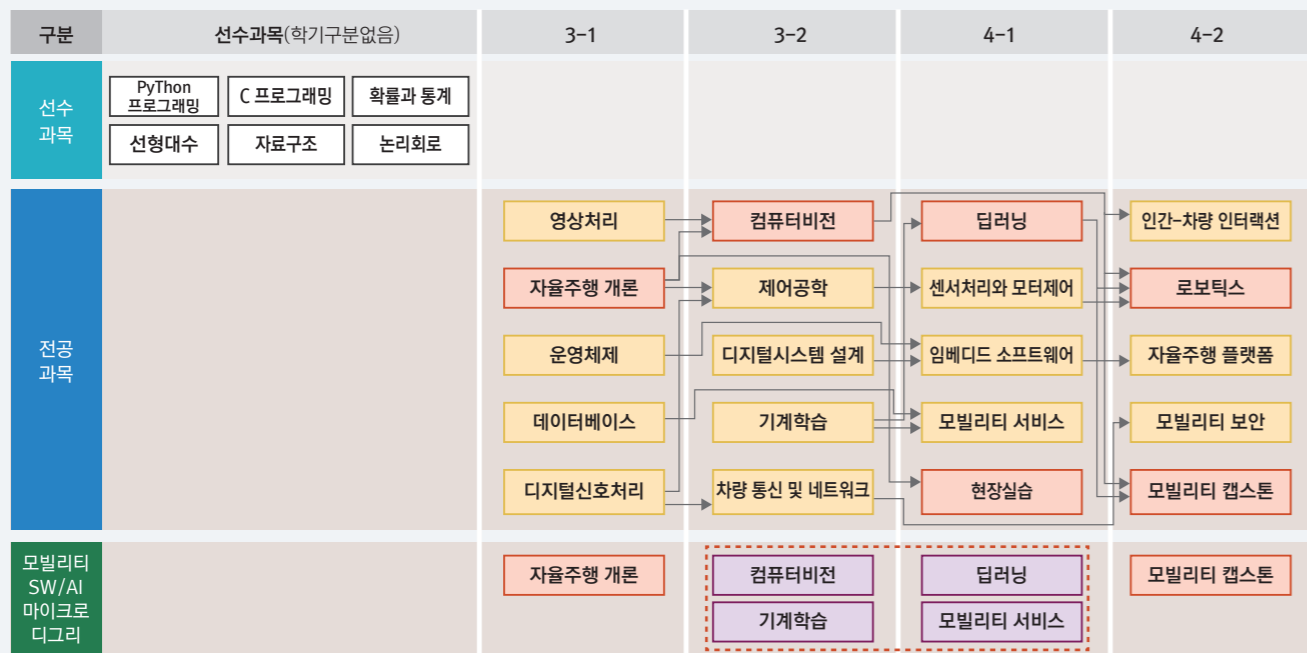 구분 선수과목(학기구분없음) 3-1 3-2 4-1 4-2
선수
과목
PyThon
프로그래밍
C 프로그래밍
확률과 통계
선형대수
자료구조
논리회로
전공
과목
영상처리
컴퓨터비전
딥러닝
인간-차량 인터랙션
자율주행 개론
제어공학
센서처리와 모터제어
로보틱스
운영체제
디지털시스템 설계
임베디드 소프트웨어
자율주행 플랫폼
데이터베이스
기계학습
모빌리티 서비스
모빌리티 보안
디지털신호처리
차량 통신 및 네트워크
현장실습
모빌리티 캡스톤
모빌리티
SW/AI
마이크로
디그리
자율주행 개론
컴퓨터비전
딥러닝
모빌리티 캡스톤
기계학습
모빌리티 서비스